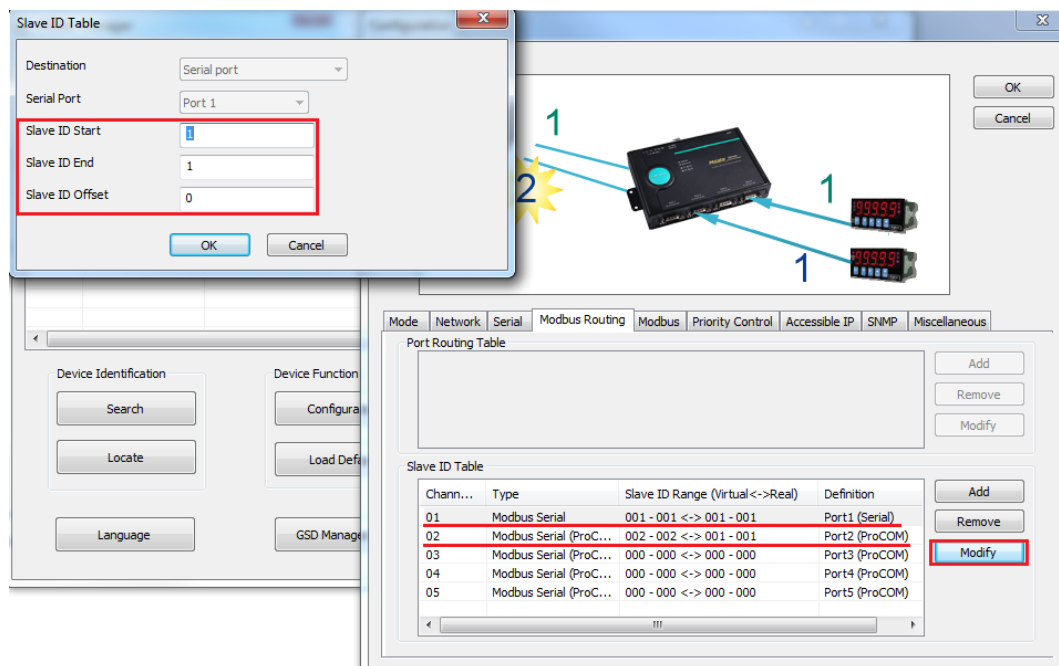 Slave ID Table
Destination
Serial port
Serial Port
Port 1
Slave ID Start
1
Slave ID End
1
Slave ID Offset
0
OK
Cancel
OK
Cancel
1
2
1
1
Mode Network Serial Modbus Routing Modbus Priority Control Accessible IP SNMP Miscellaneous
Port Routing Table
Add
Remove
Modify
Slave ID Table
Chann... Type Slave ID Range (Virtual<->Real) Definition
01 Modbus Serial 001 - 001 <-> 001 - 001 Port1 (Serial)
02 Modbus Serial (ProC... 002 - 002 <-> 001 - 001 Port2 (ProCOM)
03 Modbus Serial (ProC... 000 - 000 <-> 000 - 000 Port3 (ProCOM)
04 Modbus Serial (ProC... 000 - 000 <-> 000 - 000 Port4 (ProCOM)
05 Modbus Serial (ProC... 000 - 000 <-> 000 - 000 Port5 (ProCOM)
Add
Remove
Modify
Device Identification
Search
Locate
Device Function
Configura
Load Defa
Language
GSD Manage